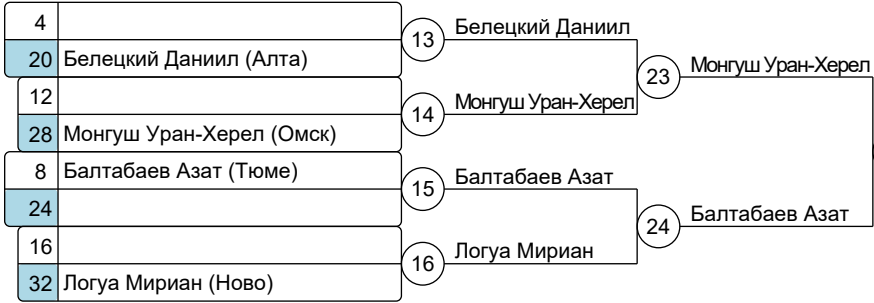 4
20 Белецкий Даниил (Алта)
12
28 Монгуш Уран-Херел (Омск)
8 Балтабаев Азат (Тюме)
24
16
32 Логуа Мириан (Ново)
13 Белецкий Даниил
14 Монгуш Уран-Херел
15 Балтабаев Азат
16 Логуа Мириан
23 Монгуш Уран-Херел
24 Балтабаев Азат